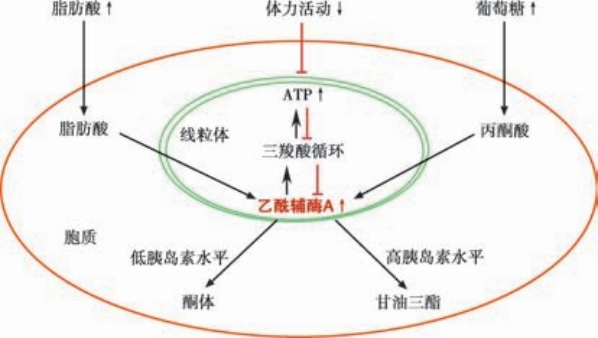 脂肪酸↑
体力活动↓
葡萄糖↑
ATP↑
脂肪酸
线粒体
丙酮酸
三羧酸循环
乙酰辅酶A↑
胞质
低胰岛素水平
高胰岛素水平
酮体
甘油三酯